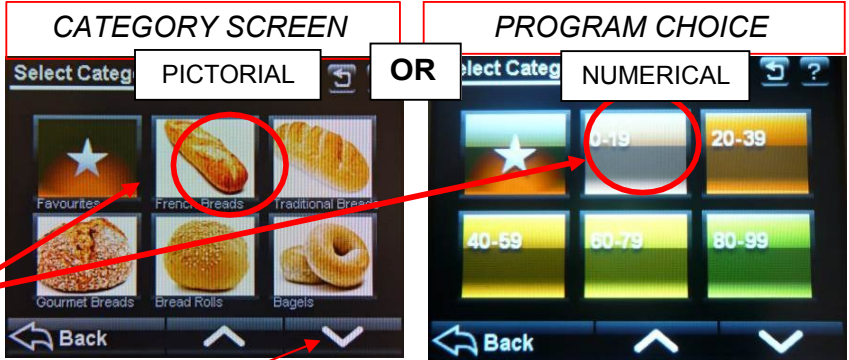 CATEGORY SCREEN
PROGRAM CHOICE
PICTORIAL
OR
NUMERICAL
Select Categ
?
elect Categ
?
0-19
20-39
Favourites
French Breads
Traditional Breads
40-59
60-79
80-99
Gourmet Breads
Bread Rolls
Bagels
Back
Back